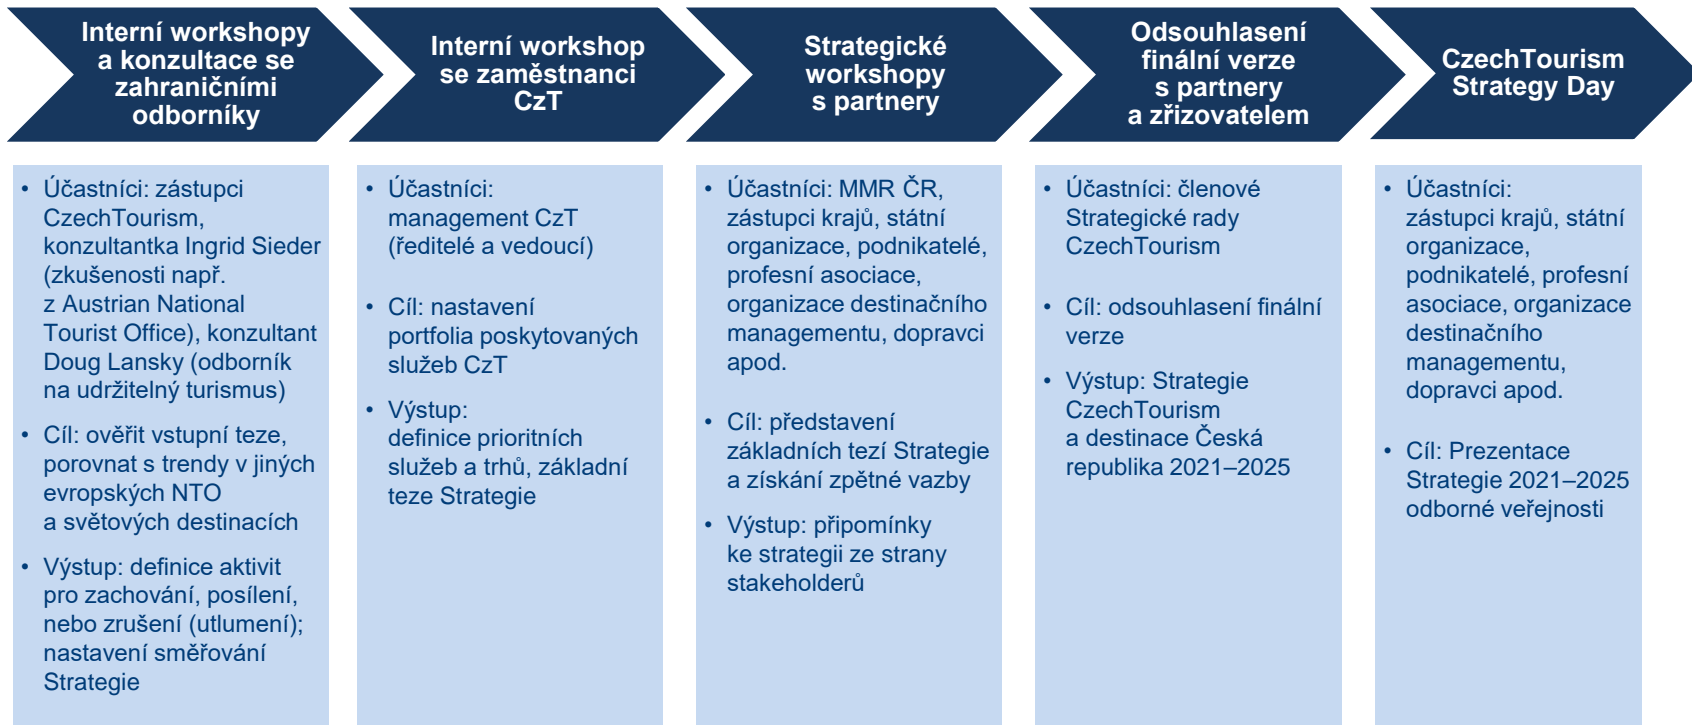 Interní workshopy
a konzultace se
zahraničními
odborníky
Interní workshop
se zaměstnanci
CzT
Strategické
workshopy
s partnery
Odsouhlasení
finální verze
s partnery
a zřizovatelem
CzechTourism
Strategy Day
• Účastníci: zástupci
CzechTourism,
konzultantka Ingrid Sieder
(zkušenosti např.
z Austrian National
Tourist Office), konzultant
Doug Lansky (odborník
na udržitelný turismus)
• Cíl: ověřit vstupní teze,
porovnat s trendy v jiných
evropských NTO
a světových destinacích
• Výstup: definice aktivit
pro zachování, posílení,
nebo zrušení (utlumení);
nastavení směřování
Strategie
• Účastníci:
management CzT
(ředitelé a vedoucí)
• Cíl: nastavení
portfolia poskytovaných
služeb CzT
• Výstup:
definice prioritních
služeb a trhů, základní
teze Strategie
• Účastníci: MMR ČR,
zástupci krajů, státní
organizace, podnikatelé,
profesní asociace,
organizace destinačního
managementu, dopravci
apod.
• Cíl: představení
základních tezí Strategie
a získání zpětné vazby
• Výstup: připomínky
ke strategii ze strany
stakeholderů
• Účastníci: členové
Strategické rady
CzechTourism
• Cíl: odsouhlasení finální
verze
• Výstup: Strategie
CzechTourism
a destinace Česká
republika 2021–2025
• Účastníci:
zástupci krajů, státní
organizace,
podnikatelé, profesní
asociace, organizace
destinačního
managementu,
dopravci apod.
• Cíl: Prezentace
Strategie 2021–2025
odborné veřejnosti